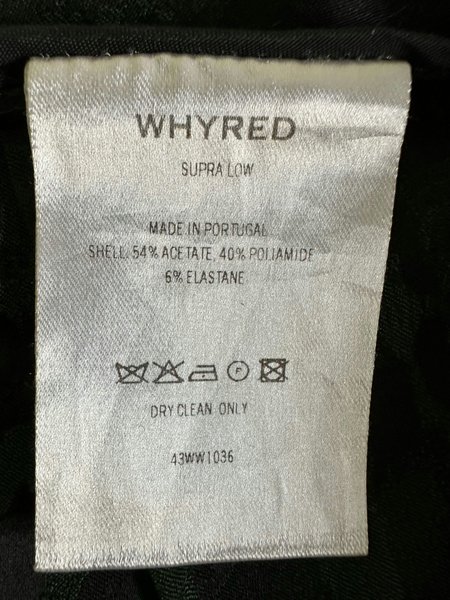 WHYRED
SUPRA LOW
MADE IN PORTUGAL
SHELL: 54% ACETATE, 40% POLIAMIDE
6% ELASTANE
P
DRY CLEAN ONLY
43WW1036